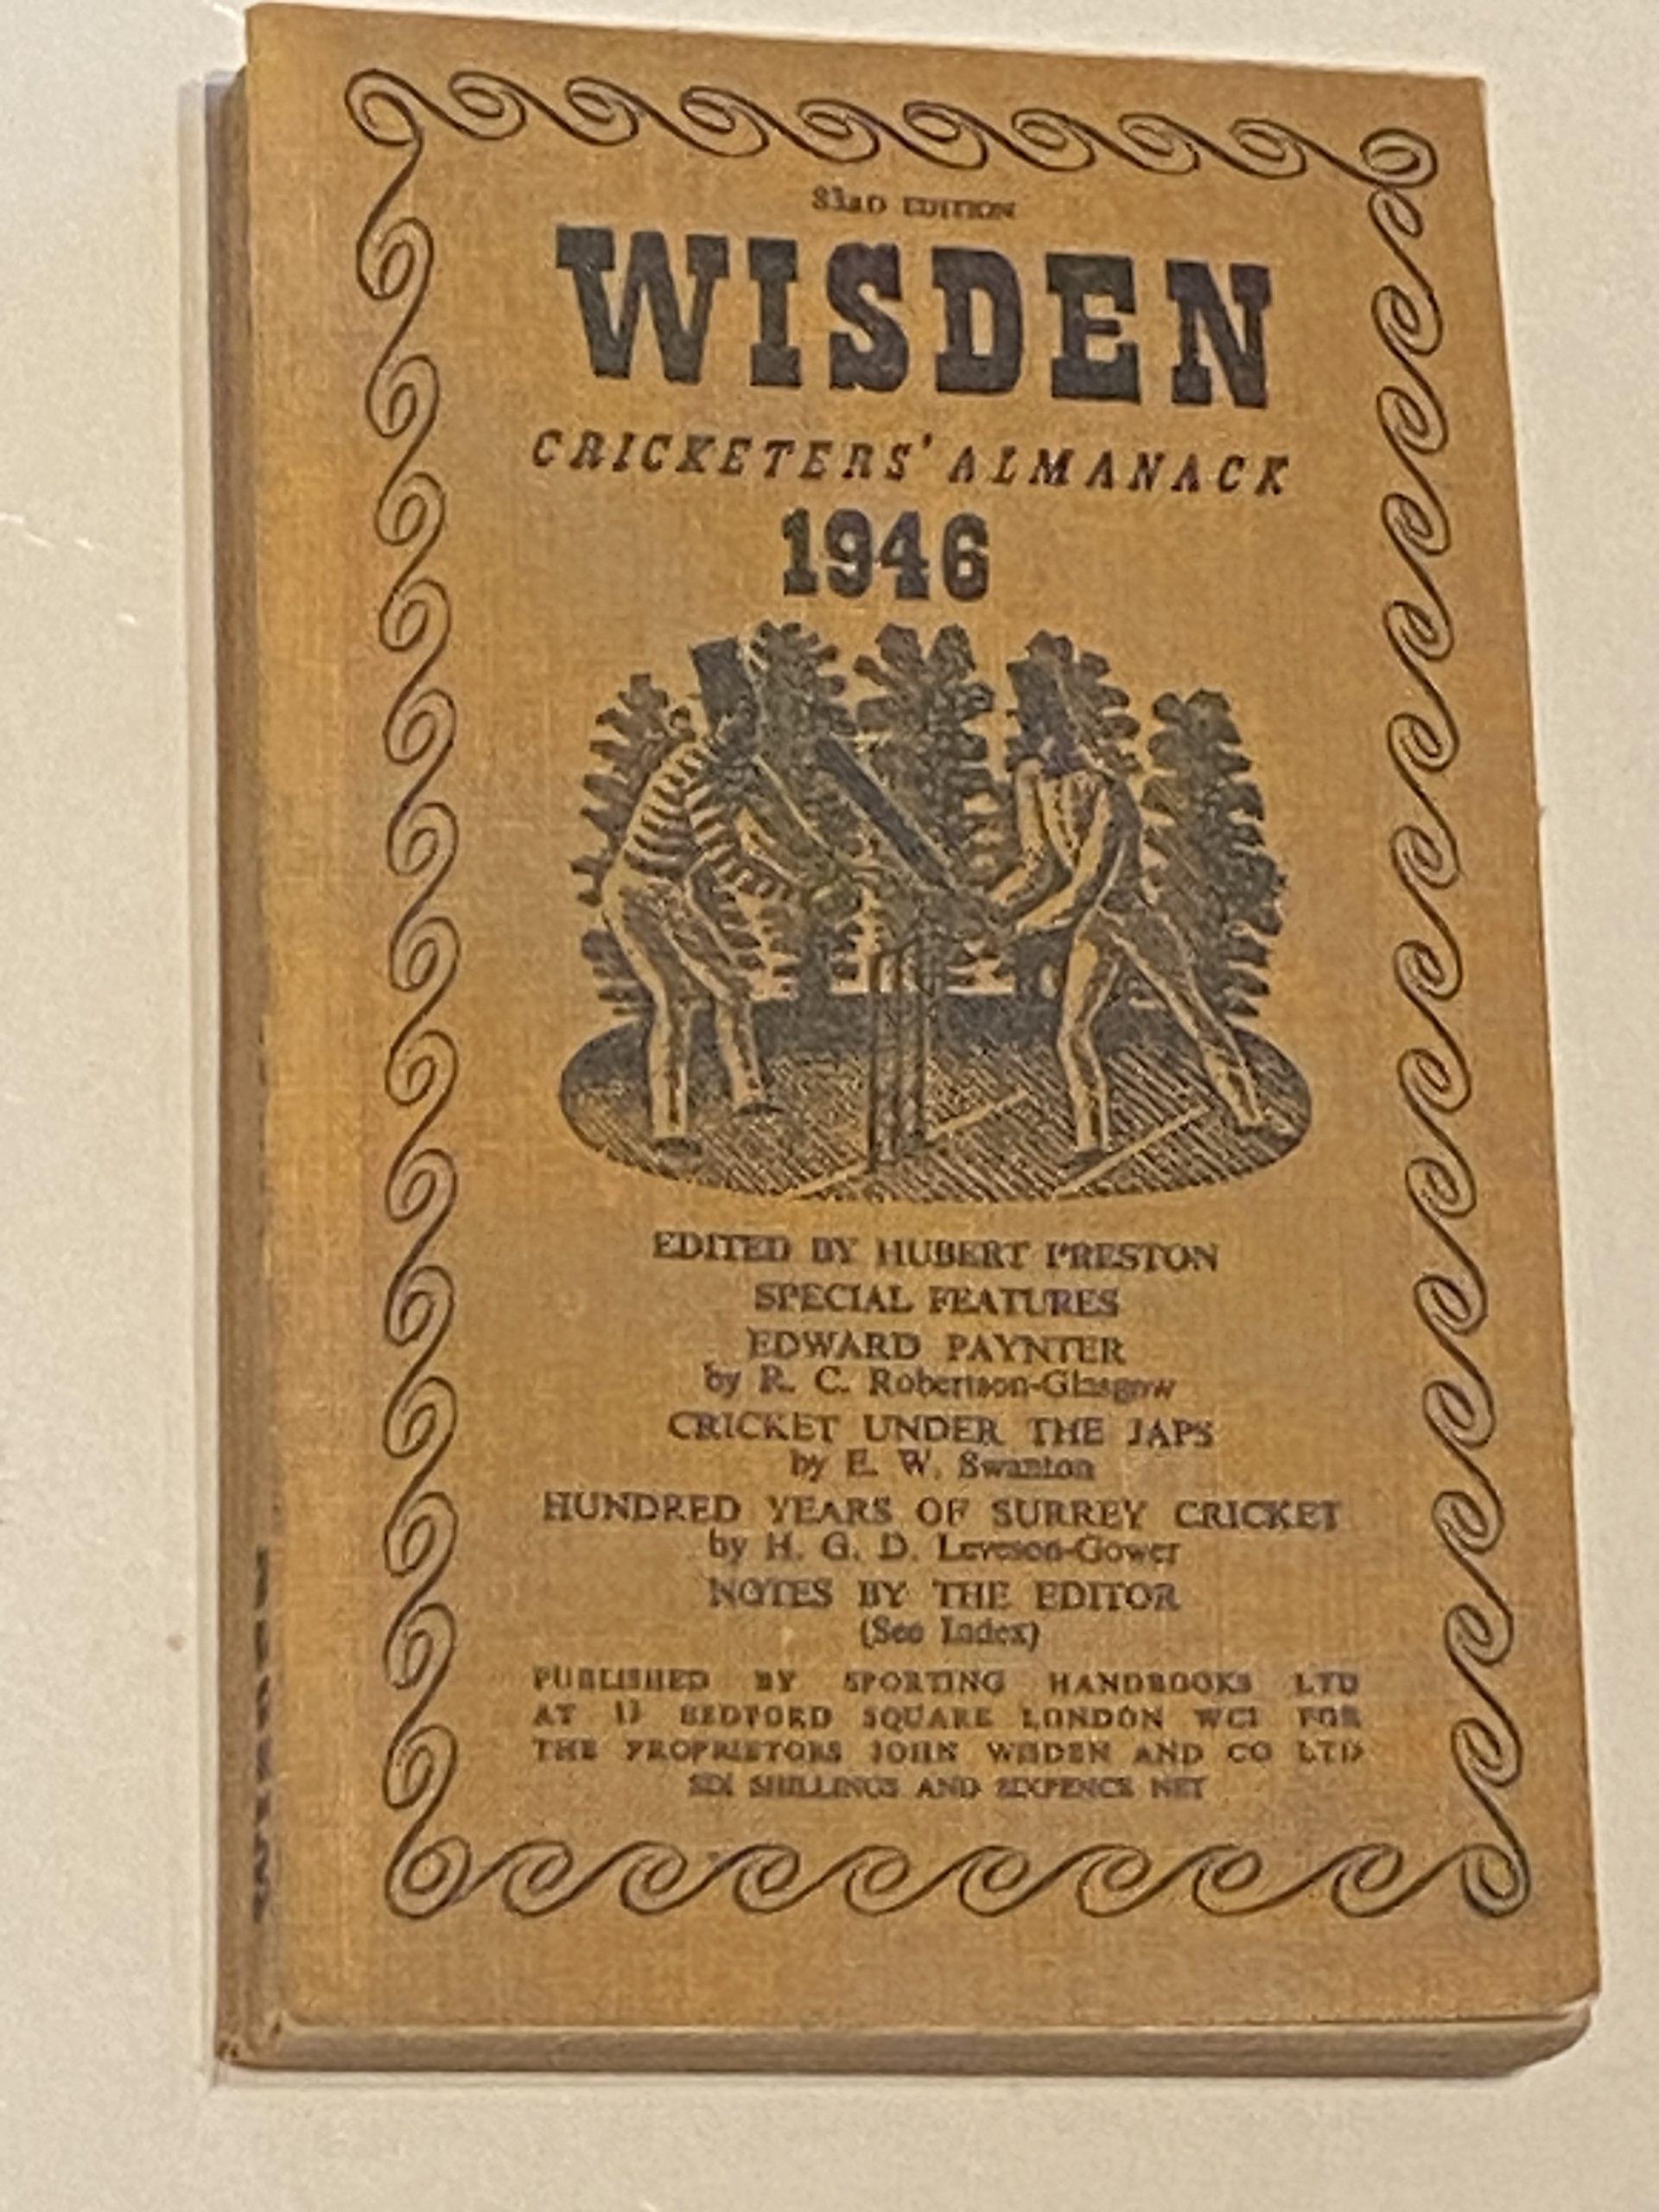 83RD EDITION
WISDEN
CRICKETERS' ALMANACK
1946
EDITED BY HUBERT PRESTON
SPECIAL FEATURES
EDWARD PAYNTER
by R. C. Robertson-Glasgow
CRICKET UNDER THE JAPS
by E. W. Swanton
HUNDRED YEARS OF SURREY CRICKET
by H. G. D. Leveson-Gower
NOTES BY THE EDITOR
(See Index)
PUBLISHED BY SPORTING HANDBOOKS LTD
AT 13 BEDFORD SQUARE LONDON WC1 FOR
THE PROPRIETORS JOHN WISDEN AND CO LTD
SIX SHILLINGS AND SIXPENCE NET